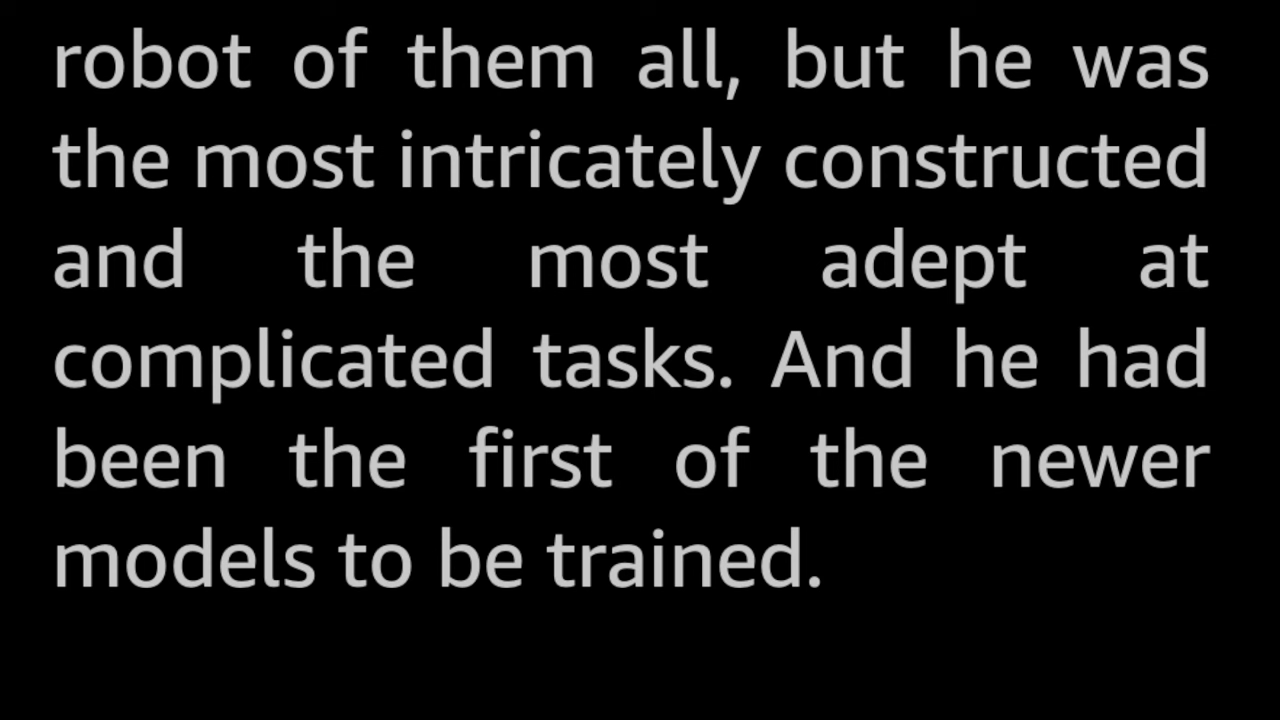 robot of them all, but he was
the most intricately constructed
and the most adept at
complicated tasks. And he had
been the first of the newer
models to be trained.